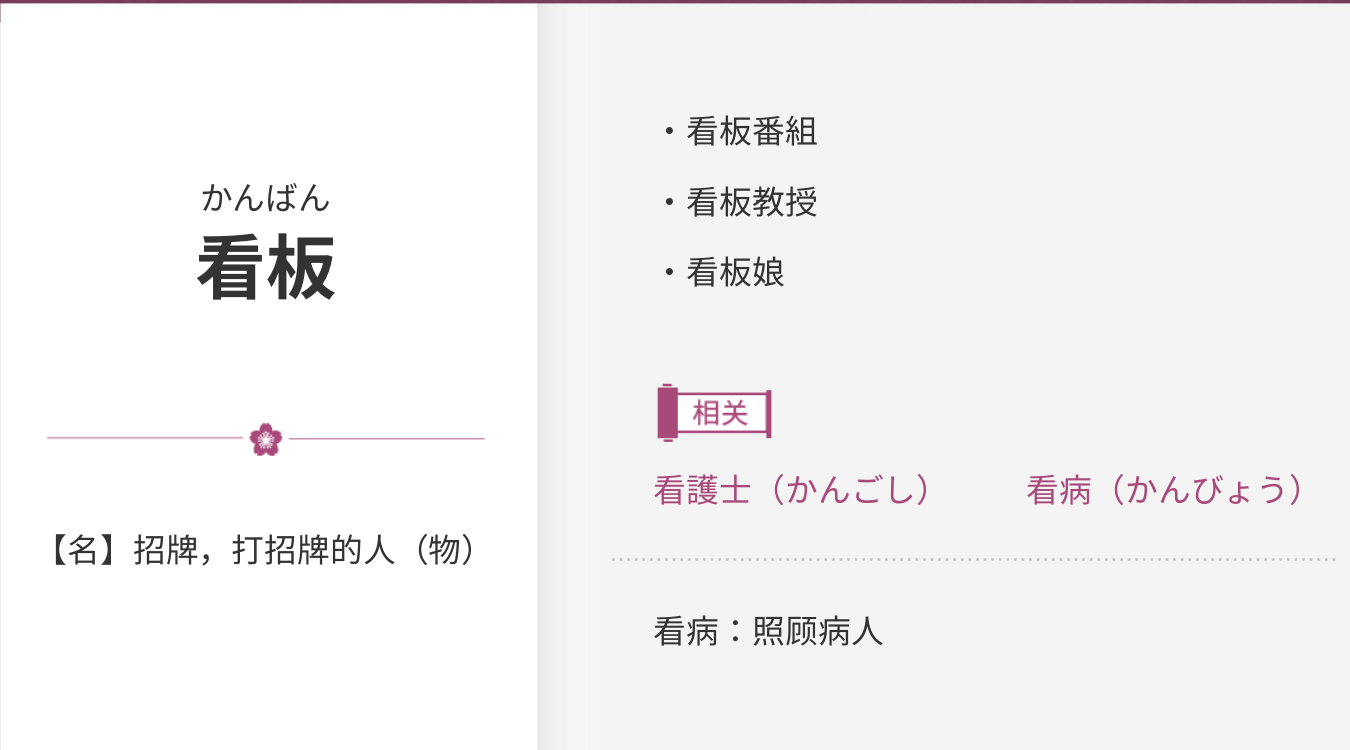 かんばん
看板
【名】招牌，打招牌的人（物）
・看板番組
・看板教授
・看板娘
相关
看護士（かんごし） 看病（かんびょう）
看病：照顾病人